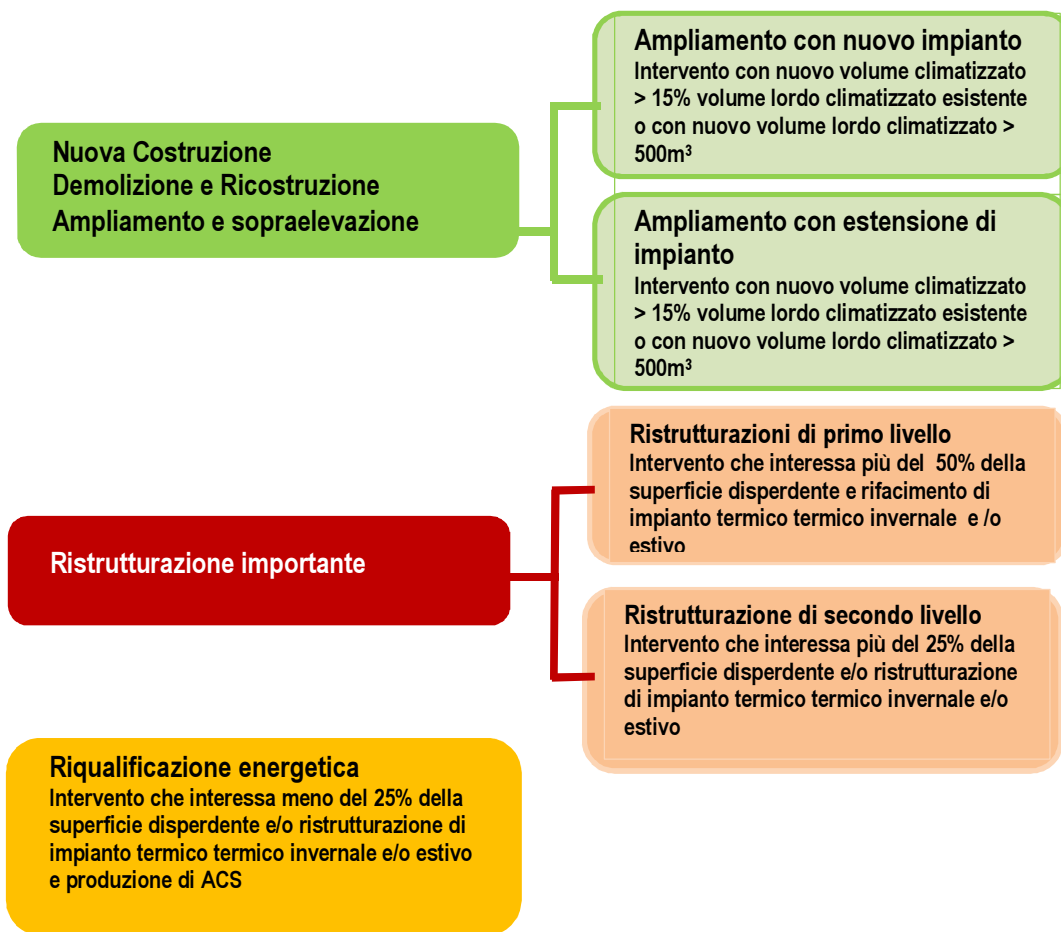 Nuova Costruzione
Demolizione e Ricostruzione
Ampliamento e sopraelevazione
Ampliamento con nuovo impianto
Intervento con nuovo volume climatizzato
> 15% volume lordo climatizzato esistente
o con nuovo volume lordo climatizzato >
500m³
Ampliamento con estensione di
impianto
Intervento con nuovo volume climatizzato
> 15% volume lordo climatizzato esistente
o con nuovo volume lordo climatizzato >
500m³
Ristrutturazione importante
Ristrutturazioni di primo livello
Intervento che interessa più del 50% della
superficie disperdente e rifacimento di
impianto termico termico invernale e /o
estivo
Ristrutturazione di secondo livello
Intervento che interessa più del 25% della
superficie disperdente e/o ristrutturazione
di impianto termico termico invernale e/o
estivo
Riqualificazione energetica
Intervento che interessa meno del 25% della
superficie disperdente e/o ristrutturazione di
impianto termico termico invernale e/o estivo
e produzione di ACS